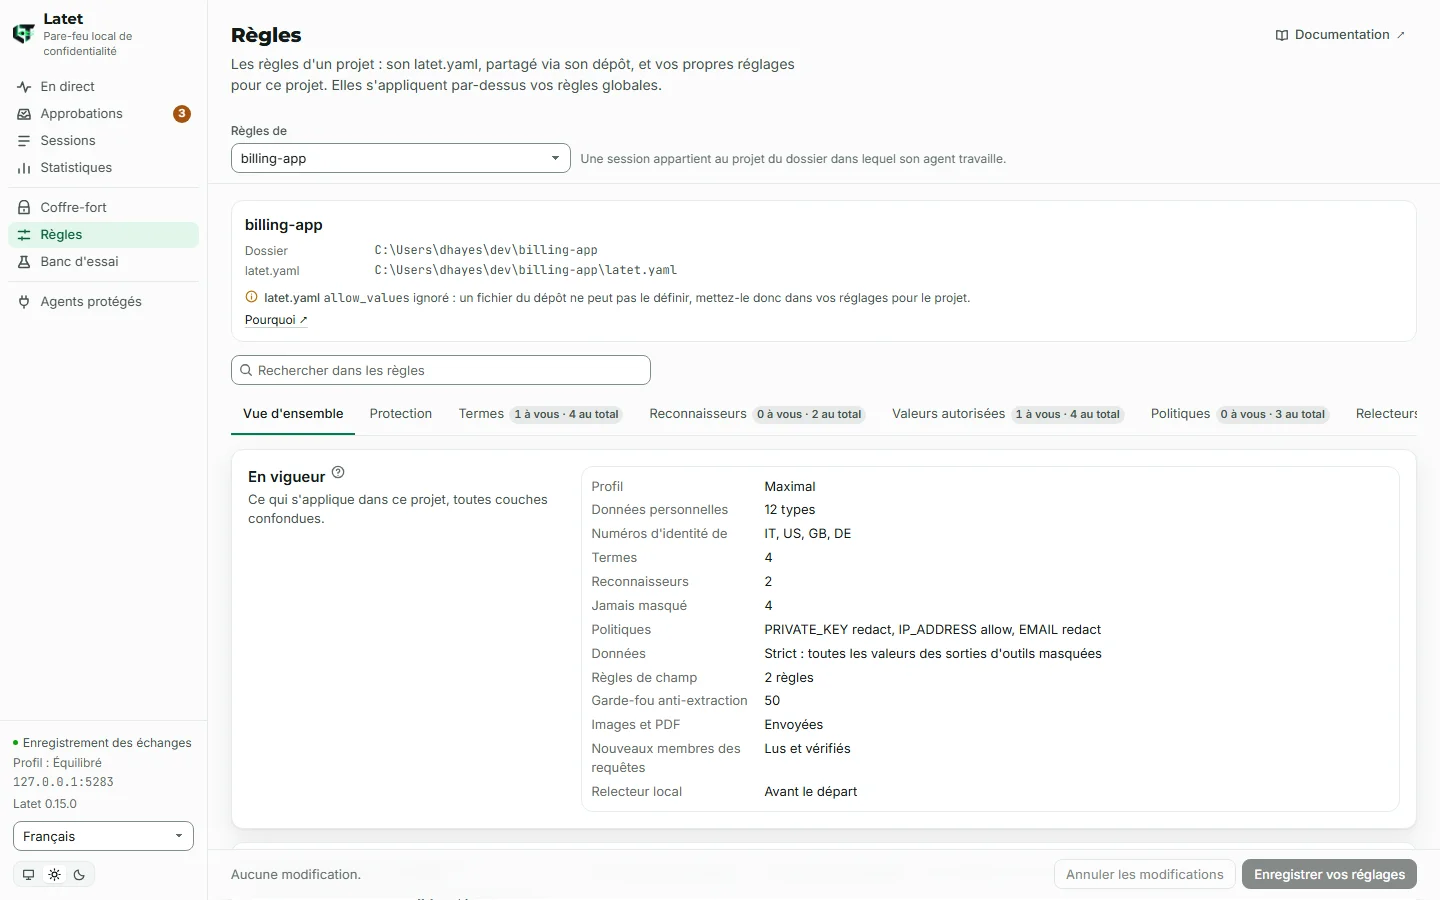 Latet
Pare-feu local de
confidentialité
En direct
Approbations 3
Sessions
Statistiques
Coffre-fort
Règles
Banc d'essai
Agents protégés
Enregistrement des échanges
Profil : Équilibré
127.0.0.1:5283
Latet 0.15.0
Français
Règles
Documentation ↗
Les règles d'un projet : son latet.yaml, partagé via son dépôt, et vos propres réglages
pour ce projet. Elles s'appliquent par-dessus vos règles globales.
Règles de
billing-app
Une session appartient au projet du dossier dans lequel son agent travaille.
billing-app
Dossier C:\Users\dhayes\dev\billing-app
latet.yaml C:\Users\dhayes\dev\billing-app\latet.yaml
latet.yaml allow_values ignoré : un fichier du dépôt ne peut pas le définir, mettez-le donc dans vos réglages pour le projet.
Pourquoi ↗
Rechercher dans les règles
Vue d'ensemble Protection Termes 1 à vous · 4 au total Reconnaisseurs 0 à vous · 2 au total Valeurs autorisées 1 à vous · 4 au total Politiques 0 à vous · 3 au total Relecteurs
En vigueur
Ce qui s'applique dans ce projet, toutes couches
confondues.
Profil Maximal
Données personnelles 12 types
Numéros d'identité de IT, US, GB, DE
Termes 4
Reconnaisseurs 2
Jamais masqué 4
Politiques PRIVATE_KEY redact, IP_ADDRESS allow, EMAIL redact
Données Strict : toutes les valeurs des sorties d'outils masquées
Règles de champ 2 règles
Garde-fou anti-extraction 50
Images et PDF Envoyées
Nouveaux membres des Lus et vérifiés
requêtes
Relecteur local Avant le départ
Aucune modification.
Annuler les modifications
Enregistrer vos réglages